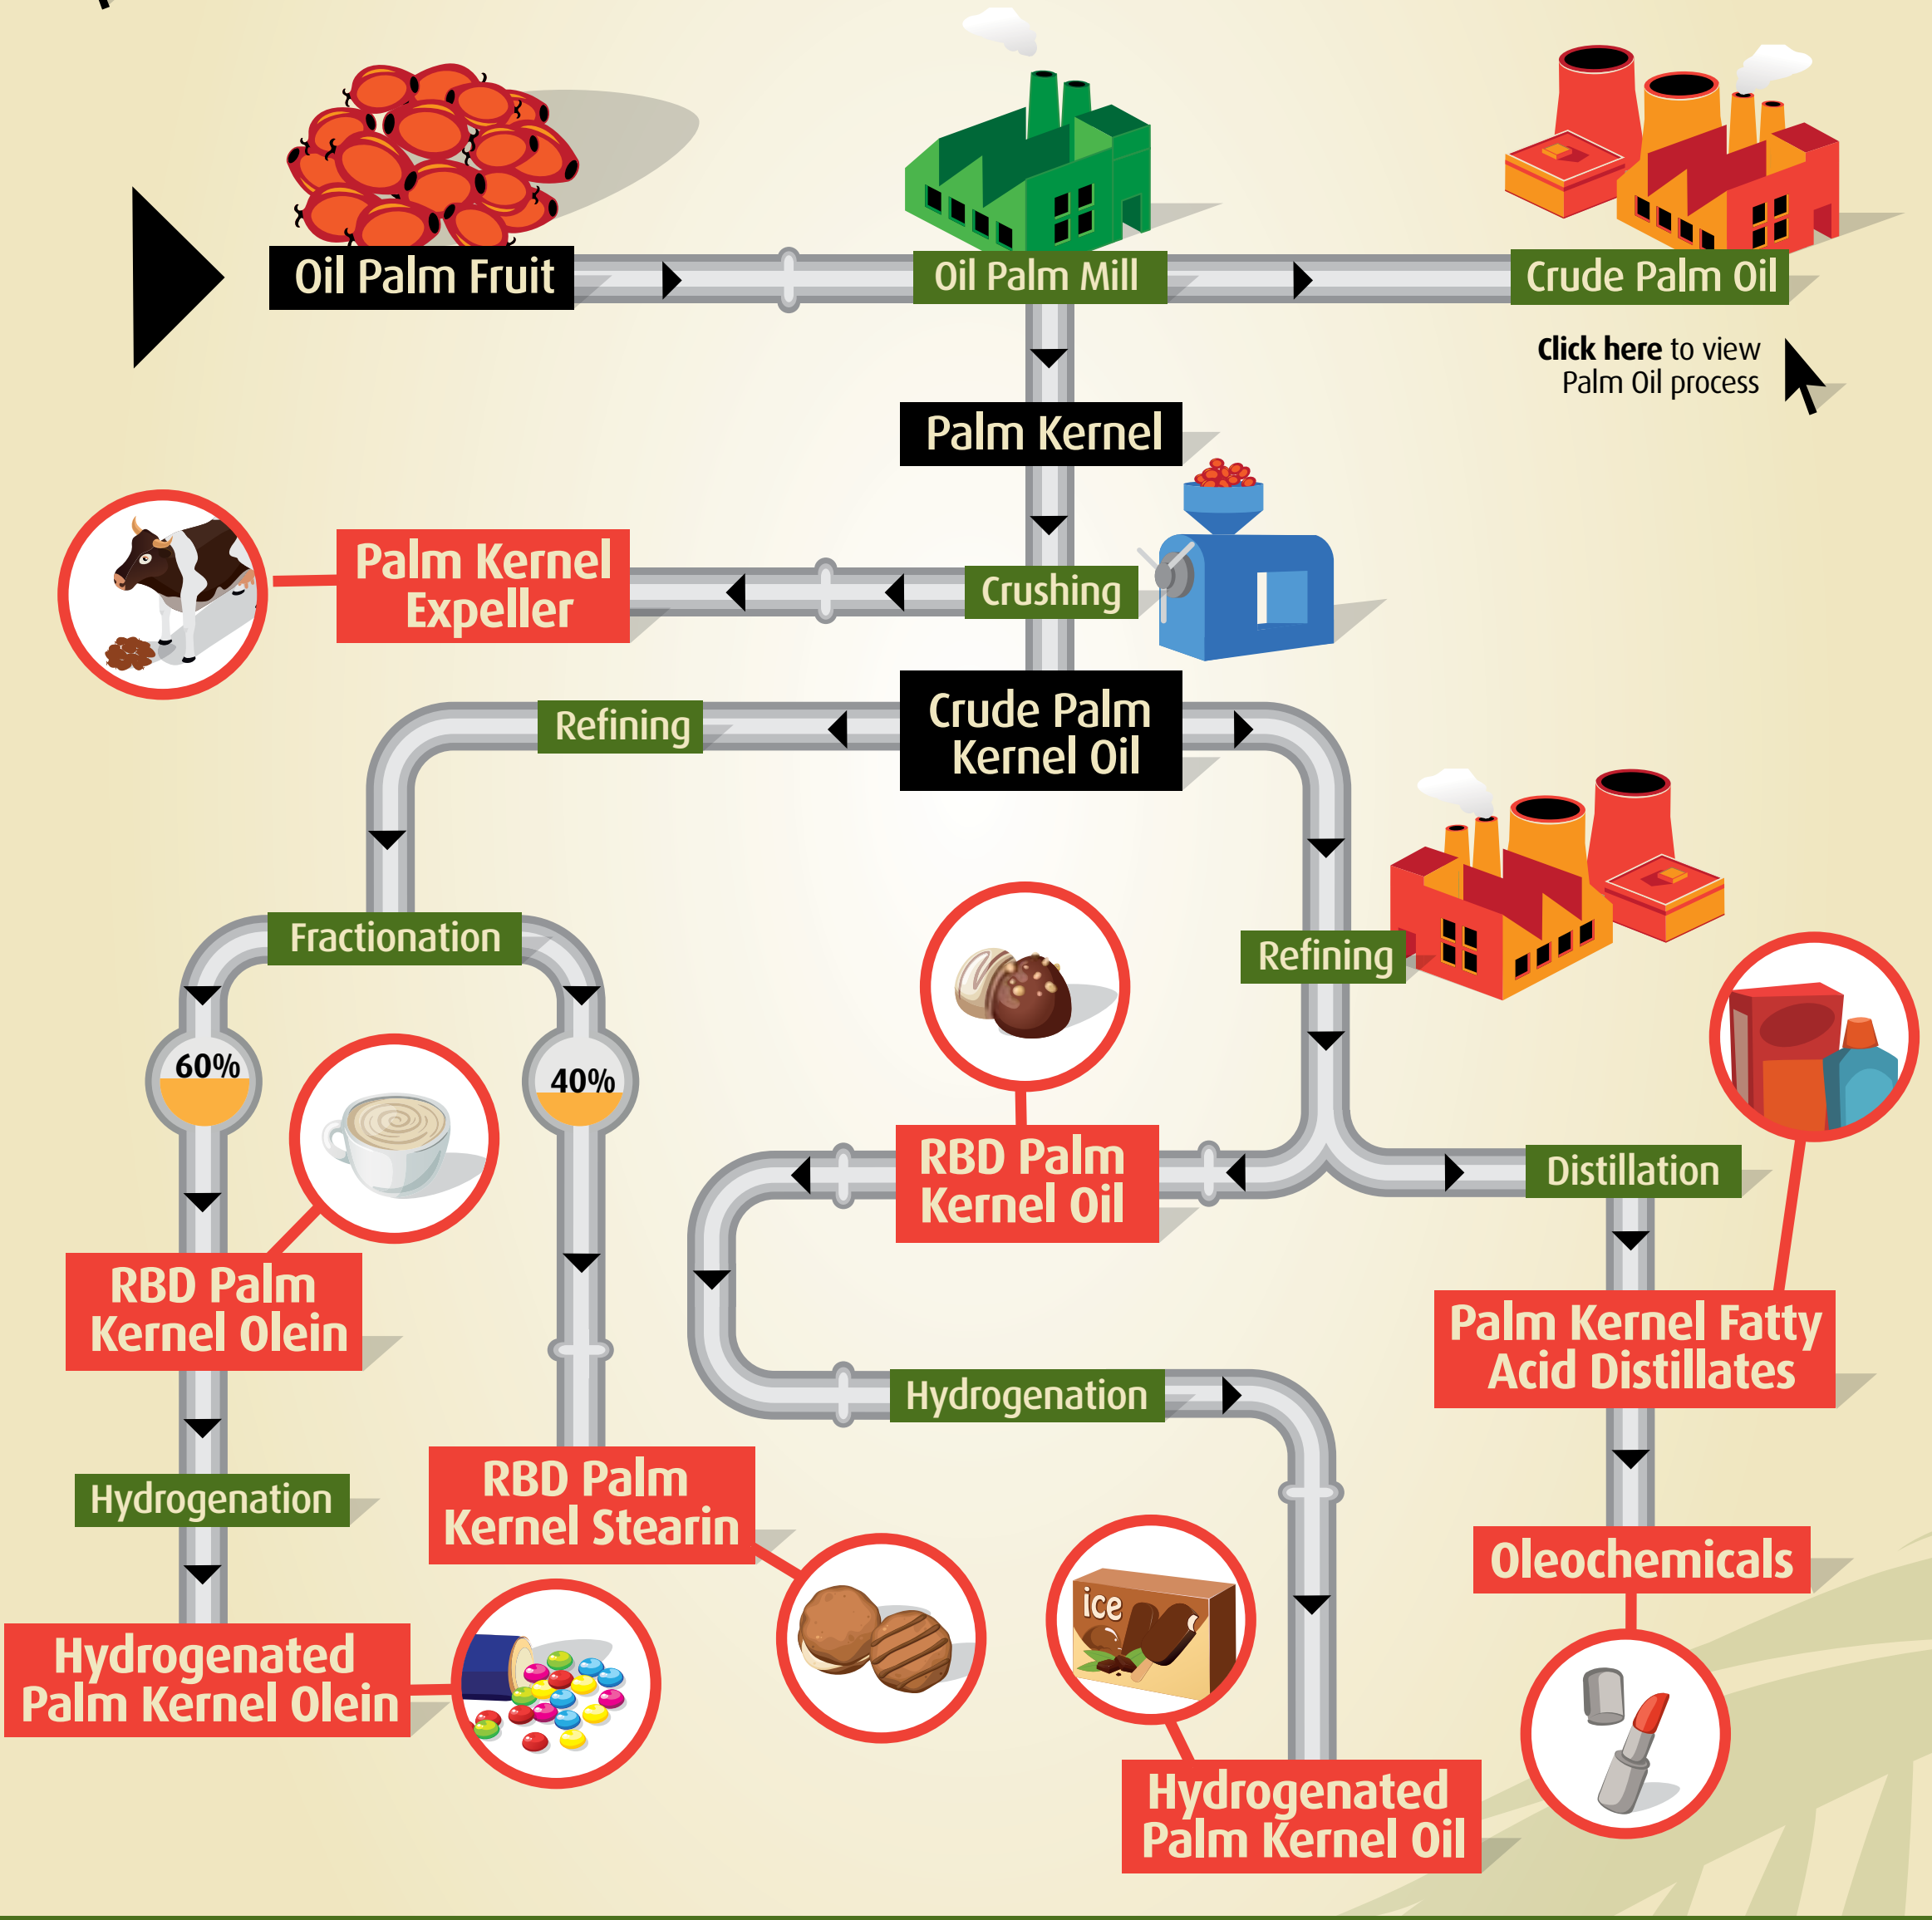 Oil Palm Fruit
Oil Palm Mill
Crude Palm Oil
Click here to view
Palm Oil process
Palm Kernel
Palm Kernel
Expeller
Crushing
Crude Palm
Kernel Oil
Refining
Fractionation
Refining
60%
40%
RBD Palm
Kernel Oil
Distillation
RBD Palm
Kernel Olein
Palm Kernel Fatty
Acid Distillates
Hydrogenation
Hydrogenation
RBD Palm
Kernel Stearin
Oleochemicals
ice
Hydrogenated
Palm Kernel Olein
Hydrogenated
Palm Kernel Oil